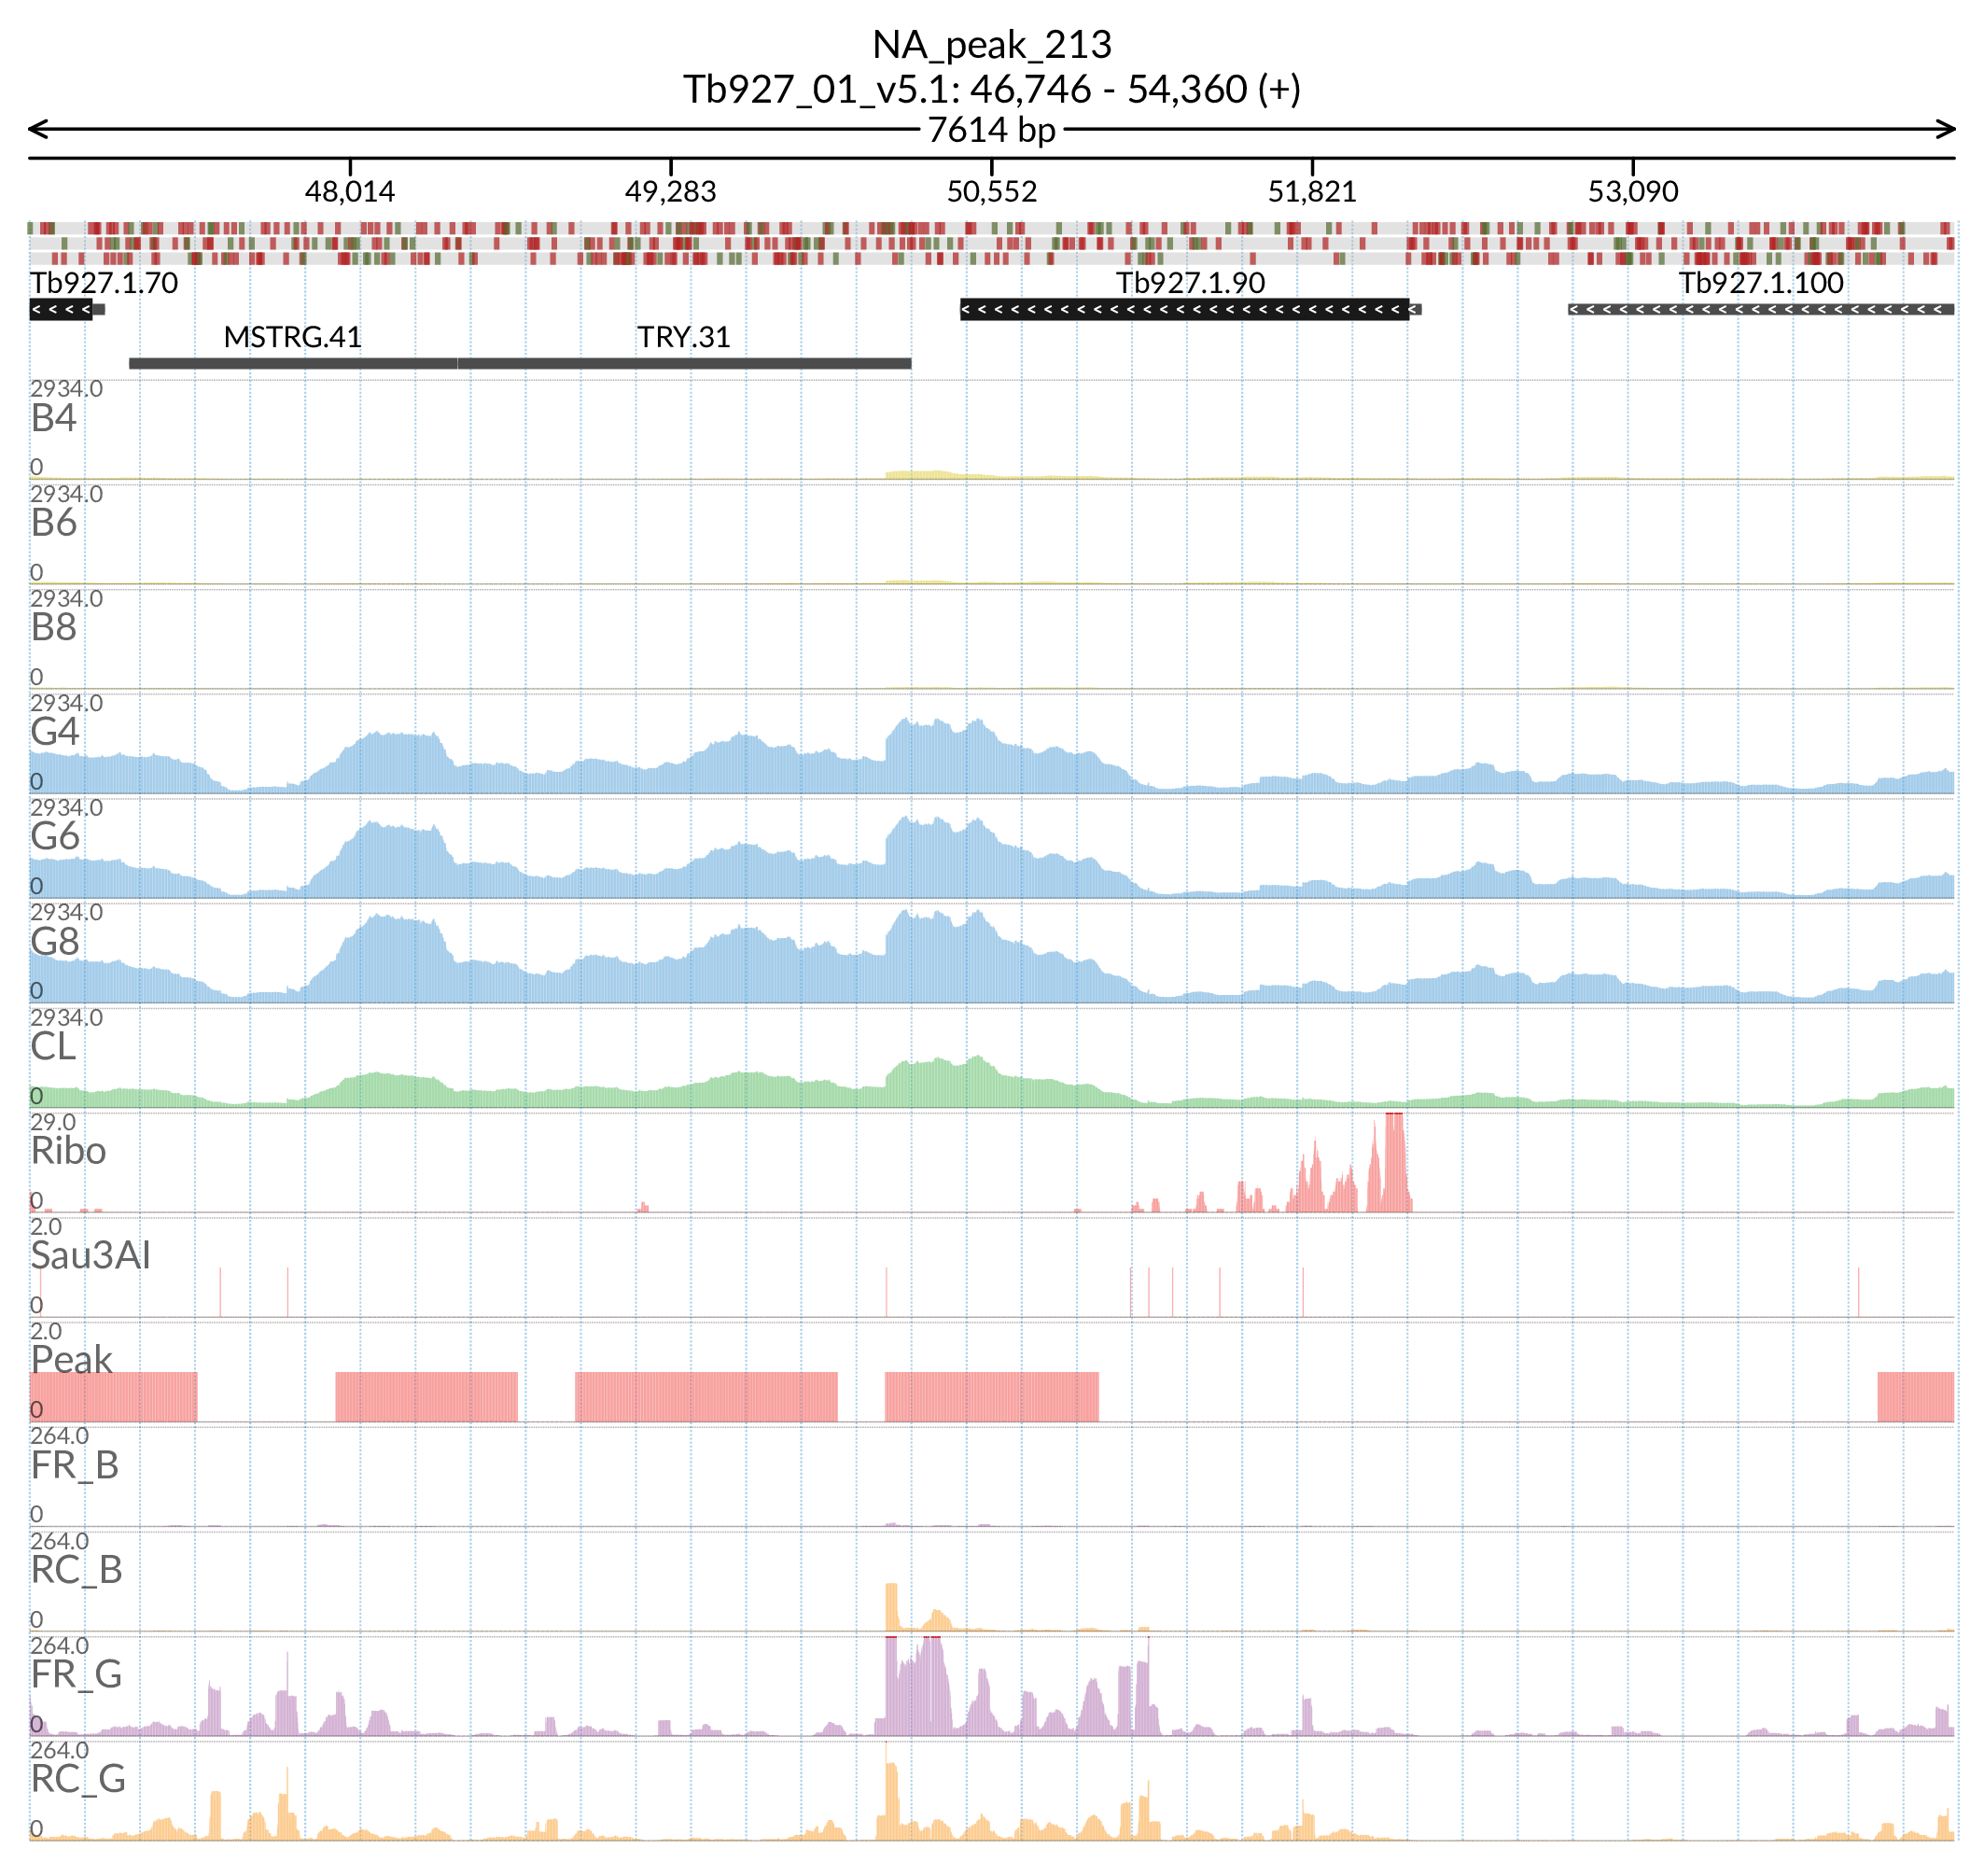 NA_peak_213
Tb927_01_v5.1: 46,746 - 54,360 (+)
7614 bp
48,014 49,283 50,552 51,821 53,090
Tb927.1.70 Tb927.1.90 Tb927.1.100
MSTRG.41 TRY.31
2934.0
B4
0
2934.0
B6
0
2934.0
B8
0
2934.0
G4
0
2934.0
G6
0
2934.0
G8
0
2934.0
CL
0
29.0
Ribo
0
2.0
Sau3AI
0
2.0
Peak
0
264.0
FR_B
0
264.0
RC_B
0
264.0
FR_G
0
264.0
RC_G
0